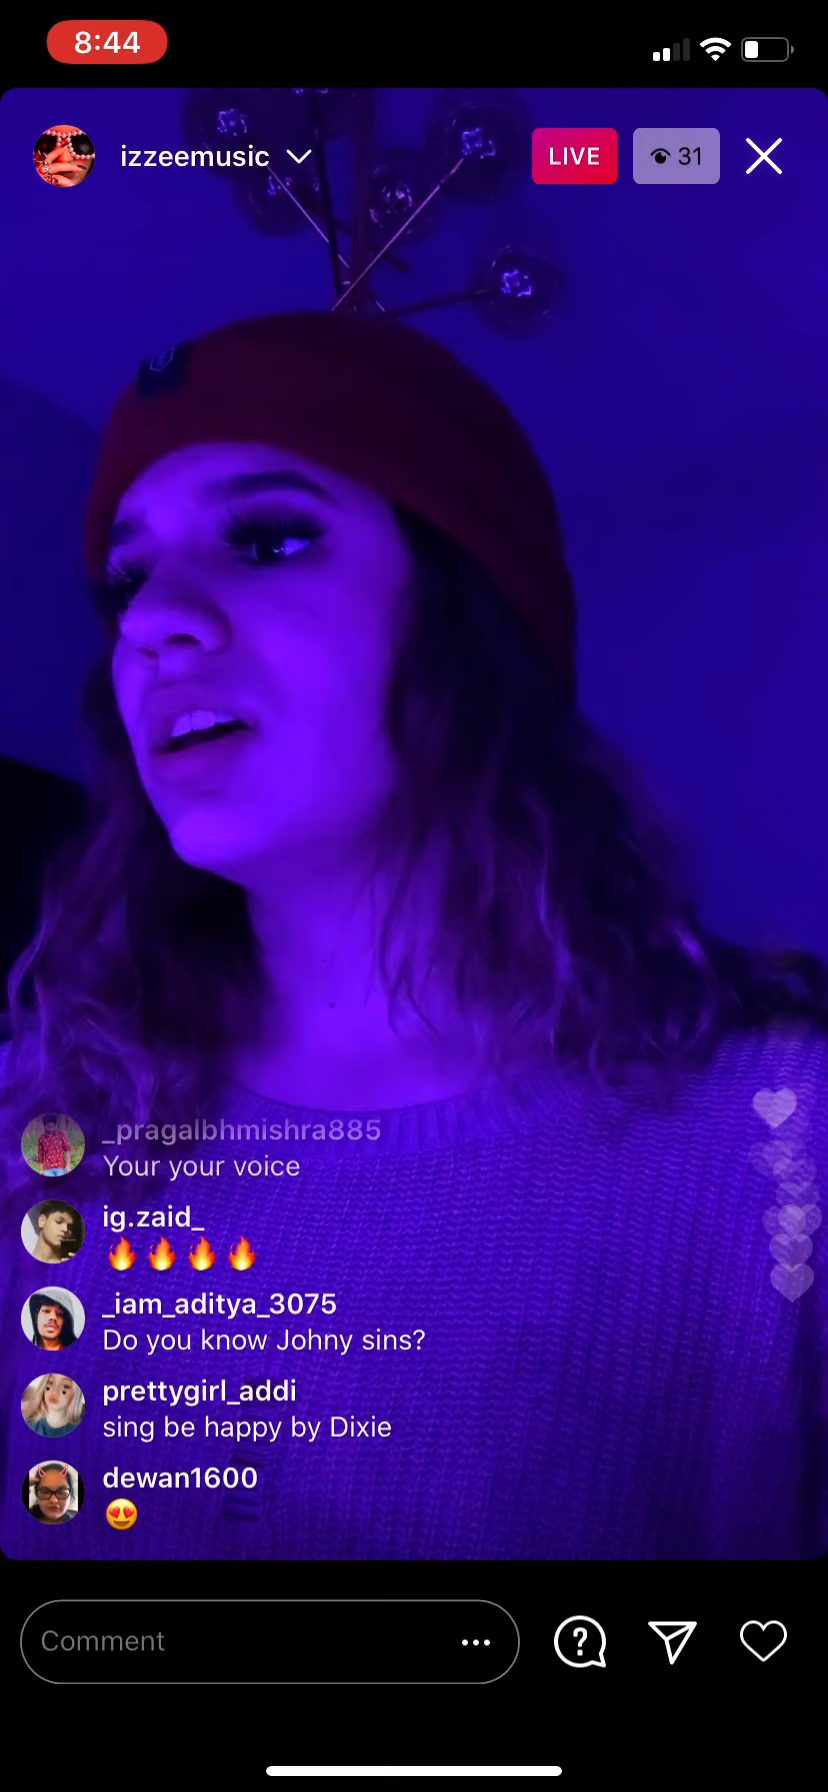 8:44
izzeemusic
LIVE
31
_pragalbhmishra885
Your your voice
ig.zaid_
🔥🔥🔥🔥
_iam_aditya_3075
Do you know Johny sins?
prettygirl_addi
sing be happy by Dixie
dewan1600
😍
Comment